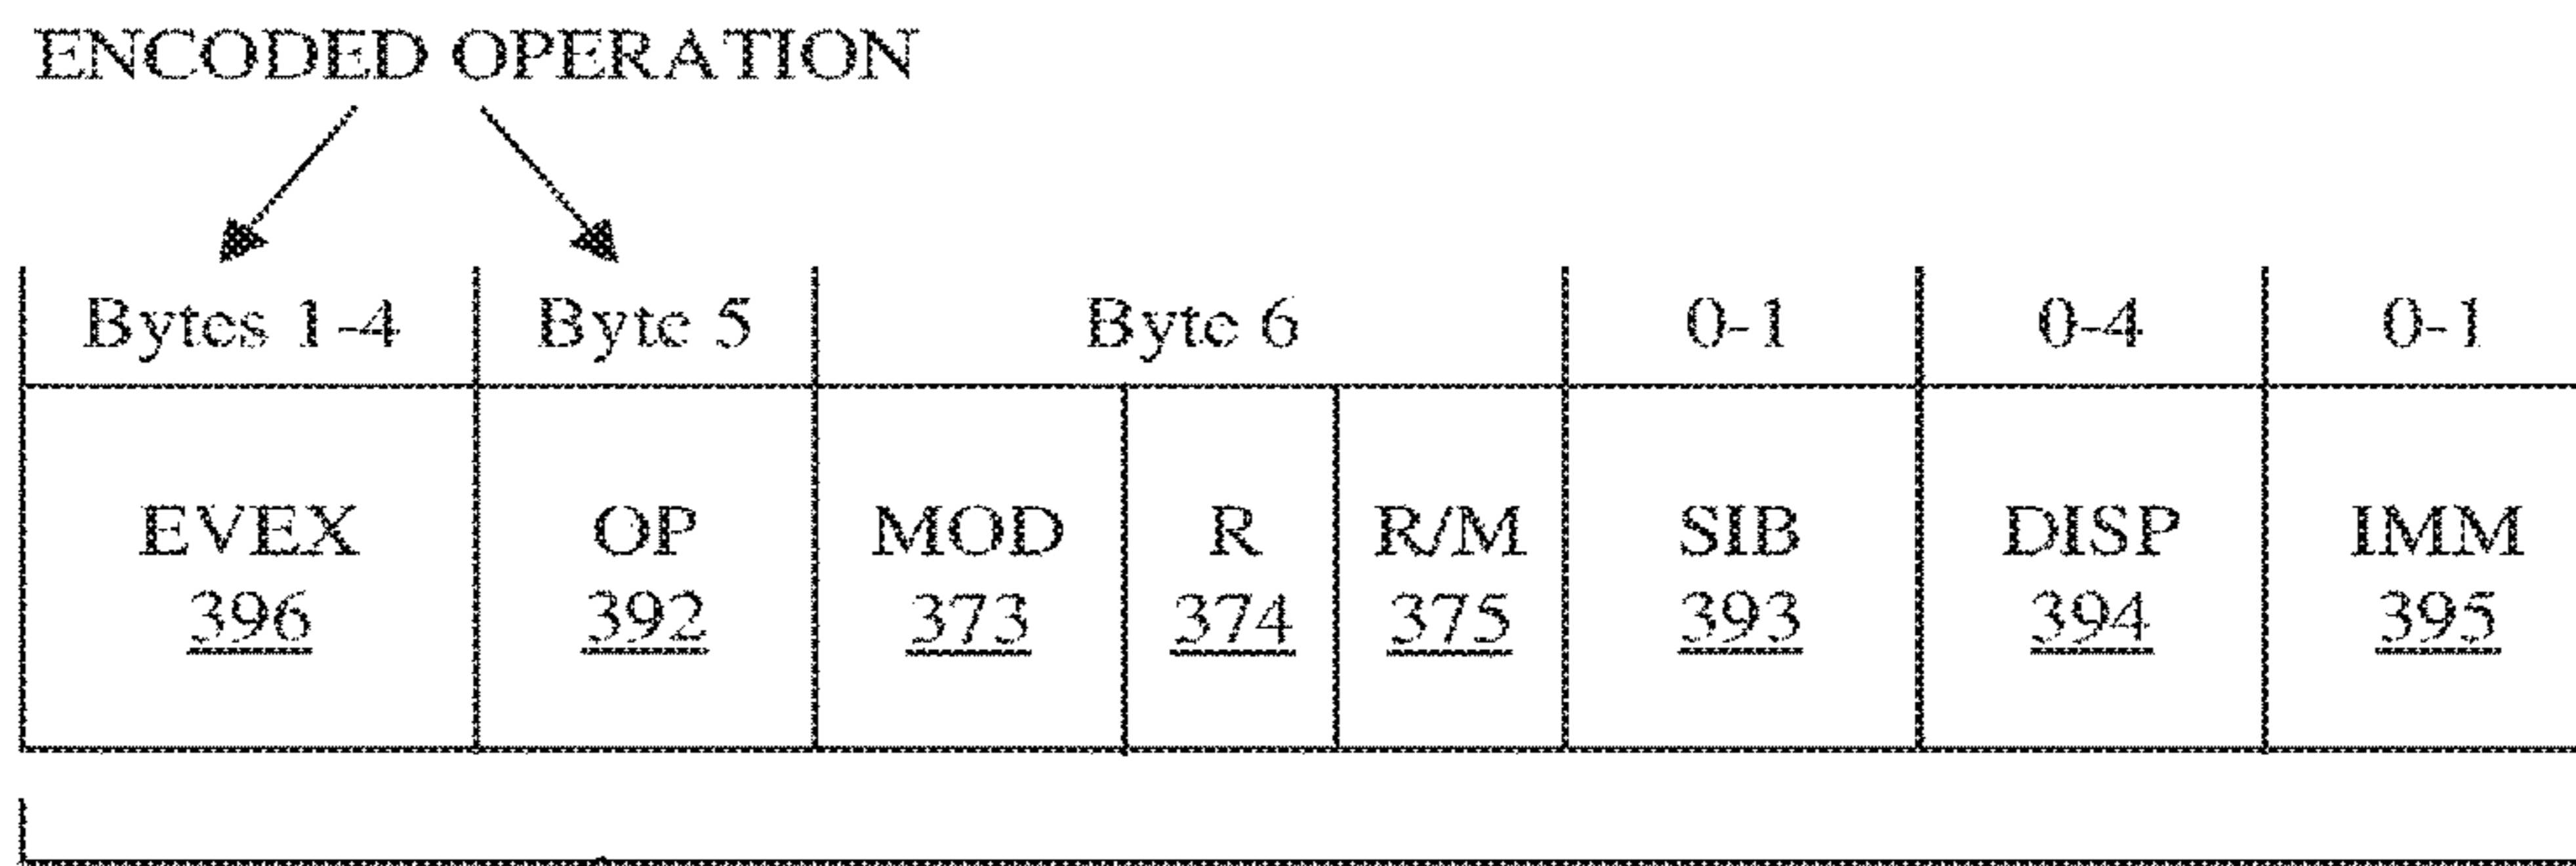 ENCODED OPERATION
Bytes 1-4 Byte 5 Byte 6 0-1 0-4 0-1
EVEX OP MOD R R/M SIB DISP IMM
396 392 373 374 375 393 394 395